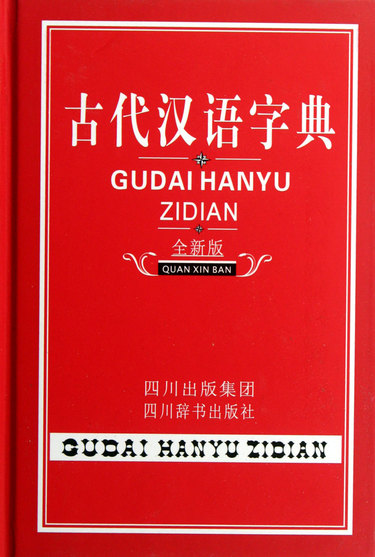 古代汉语字典
GUDAI HANYU
ZIDIAN
全新版
QUAN XIN BAN
四川出版集团
四川辞书出版社
GUDAI HANYU ZIDIAN